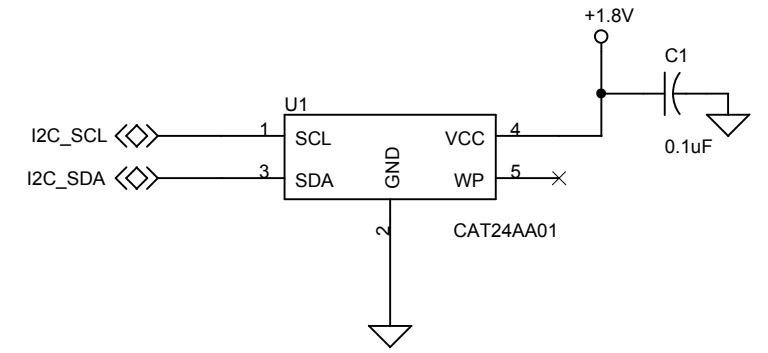 +1.8V
C1
U1
I2C_SCL 1 SCL VCC 4
0.1uF
I2C_SDA 3 SDA GND WP 5
2 CAT24AA01